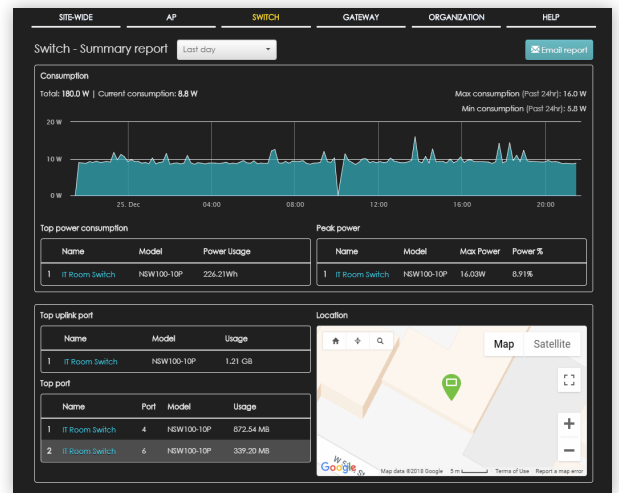 SITE-WIDE AP SWITCH GATEWAY ORGANIZATION HELP
Switch - Summary report Last day Email report
Consumption
Total: 180.0 W | Current consumption: 8.8 W Max consumption (Past 24hr): 16.0 W
Min consumption (Past 24hr): 5.8 W
20 W
10 W
0 W
25. Dec 04:00 08:00 12:00 16:00 20:00
Top power consumption
Name Model Power Usage
1 IT Room Switch NSW100-10P 226.21Wh
Peak power
Name Model Max Power Power %
1 IT Room Switch NSW100-10P 16.03W 8.91%
Top uplink port
Name Model Usage
1 IT Room Switch NSW100-10P 1.21 GB
Top port
Name Port Model Usage
1 IT Room Switch 4 NSW100-10P 872.54 MB
2 IT Room Switch 6 NSW100-10P 339.20 MB
Location
Map Satellite
Google Map data ©2018 Google 5 m Terms of Use Report a map error